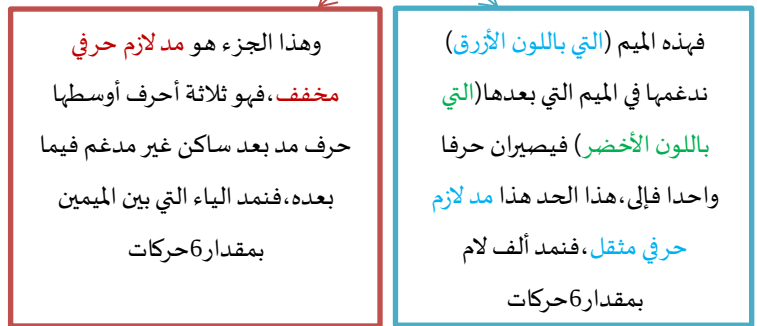 فهذه الميم (التي باللون الأزرق)
ندغمها في الميم التي بعدها(التي
باللون الأخضر) فيصيران حرفا
واحدا فإلى،هذا الحد هذا مد لازم
حرفي مثقل،فنمد ألف لام
بمقدار6حركات
وهذا الجزء هو مد لازم حرفي
مخفف،فهو ثلاثة أحرف أوسطها
حرف مد بعد ساكن غير مدغم فيما
بعده،فنمد الياء التي بين الميمين
بمقدار6حركات